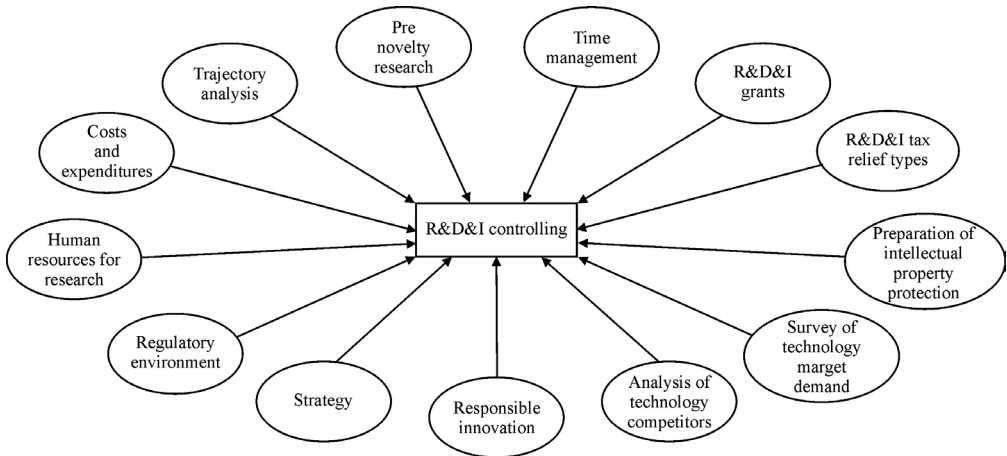 Pre
novelty
research
Time
management
Trajectory
analysis
R&D&I
grants
Costs
and
expenditures
R&D&I tax
relief types
R&D&I controlling
Human
resources for
research
Preparation of
intellectual
property
protection
Regulatory
environment
Survey of
technology
marget
demand
Strategy
Responsible
innovation
Analysis of
technology
competitors